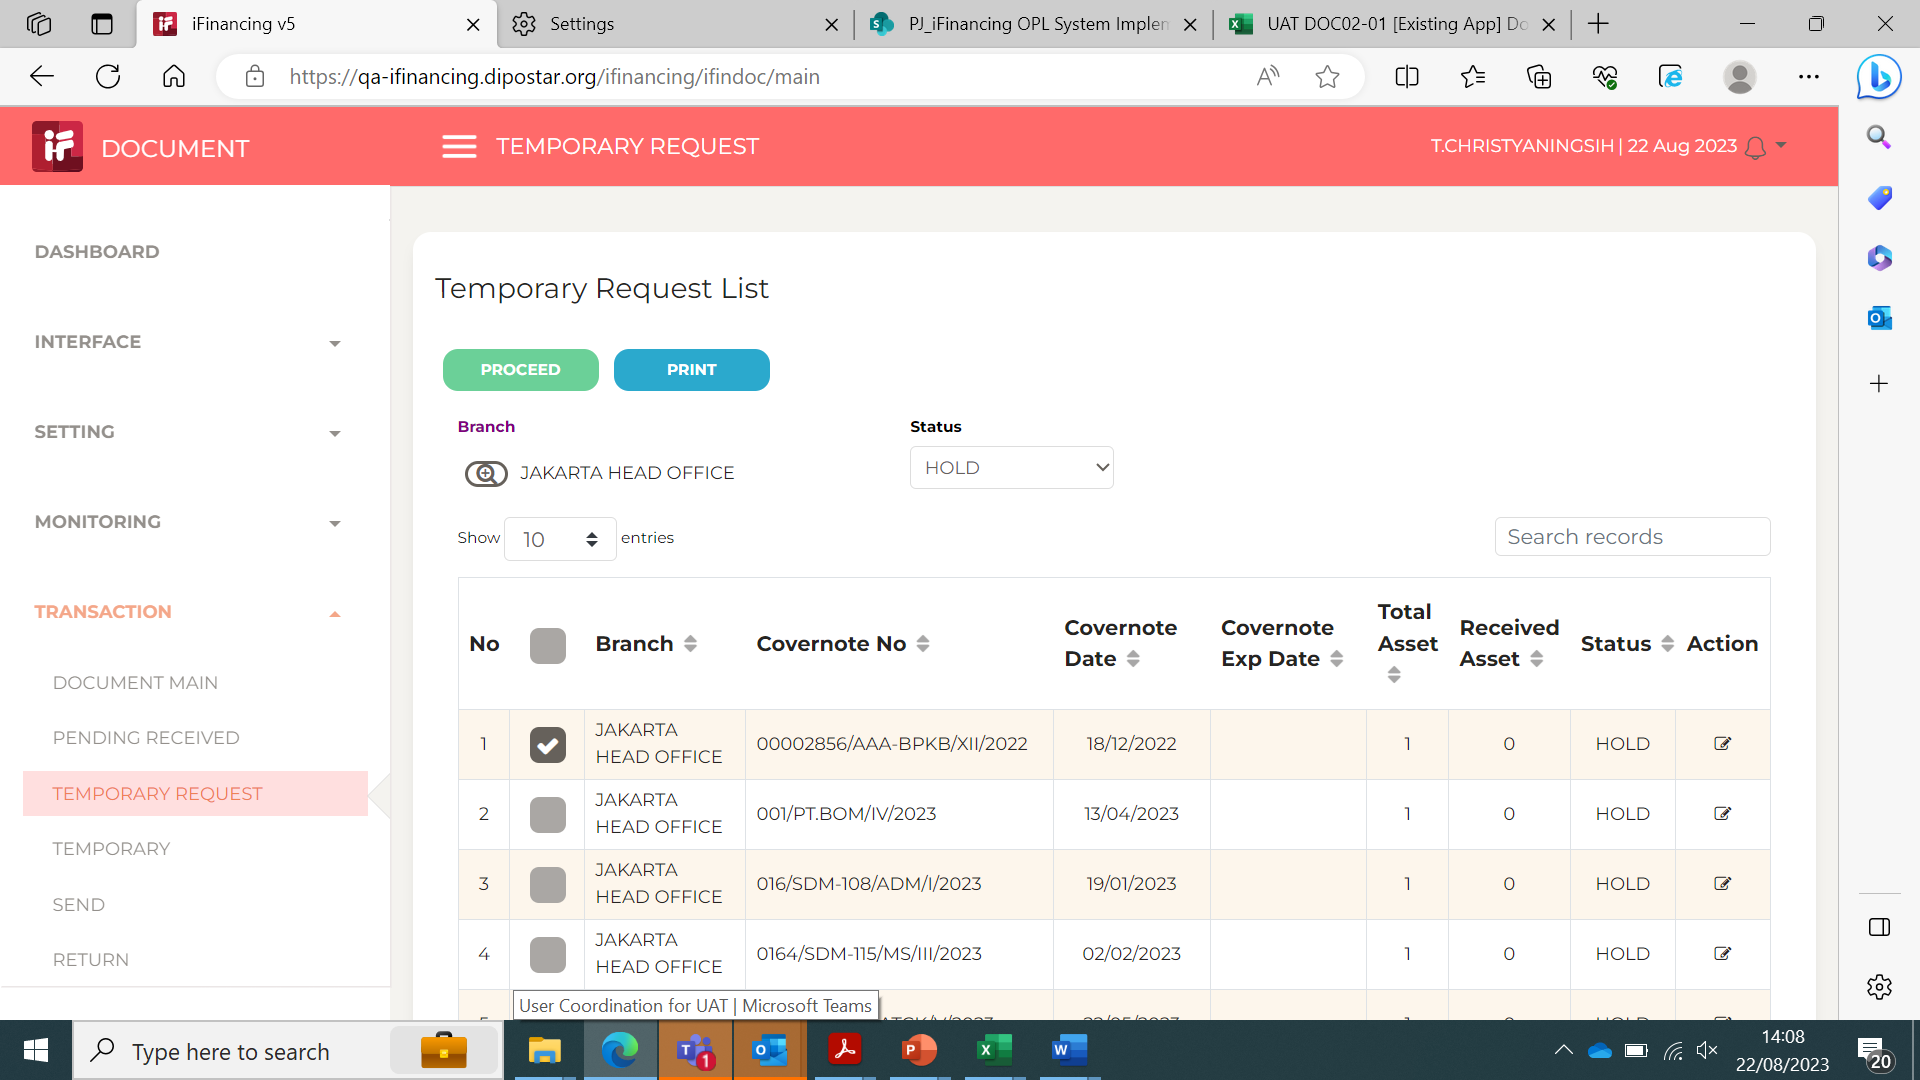 iFinancing v5
Settings
PJ_iFinancing OPL System Implem
UAT DOC02-01 [Existing App] Do
https://qa-ifinancing.dipostar.org/ifinancing/ifindoc/main
iF DOCUMENT
TEMPORARY REQUEST
T.CHRISTYANINGSIH | 22 Aug 2023
DASHBOARD
INTERFACE
SETTING
MONITORING
TRANSACTION
DOCUMENT MAIN
PENDING RECEIVED
TEMPORARY REQUEST
TEMPORARY
SEND
RETURN
Temporary Request List
PROCEED PRINT
Branch Status
JAKARTA HEAD OFFICE HOLD
Show 10 entries Search records
No Branch Covernote No Covernote Date Covernote Exp Date Total Asset Received Asset Status Action
1 JAKARTA HEAD OFFICE 00002856/AAA-BPKB/XII/2022 18/12/2022 1 0 HOLD
2 JAKARTA HEAD OFFICE 001/PT.BOM/IV/2023 13/04/2023 1 0 HOLD
3 JAKARTA HEAD OFFICE 016/SDM-108/ADM/I/2023 19/01/2023 1 0 HOLD
4 JAKARTA HEAD OFFICE 0164/SDM-115/MS/III/2023 02/02/2023 1 0 HOLD
User Coordination for UAT | Microsoft Teams
Type here to search
1
14:08
22/08/2023
20